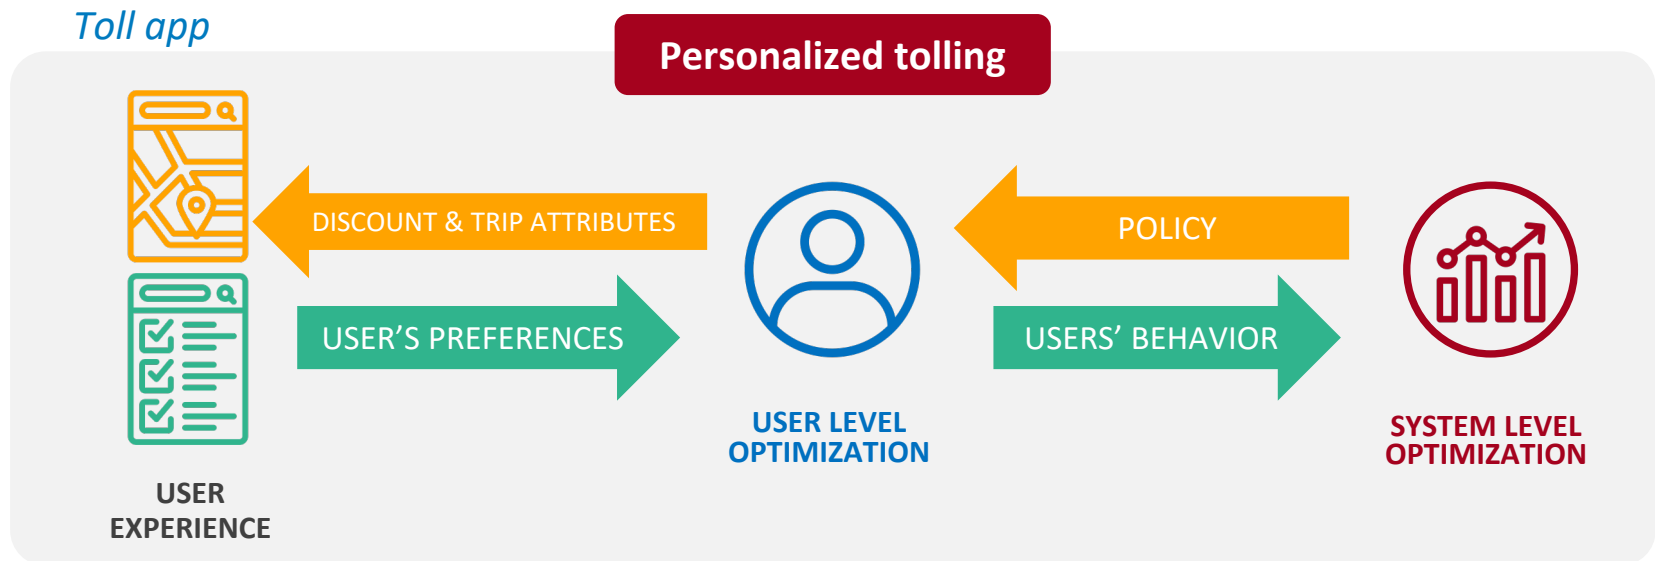 Toll app
Personalized tolling
DISCOUNT & TRIP ATTRIBUTES
POLICY
USER’S PREFERENCES
USERS’ BEHAVIOR
USER LEVEL
OPTIMIZATION
SYSTEM LEVEL
OPTIMIZATION
USER
EXPERIENCE